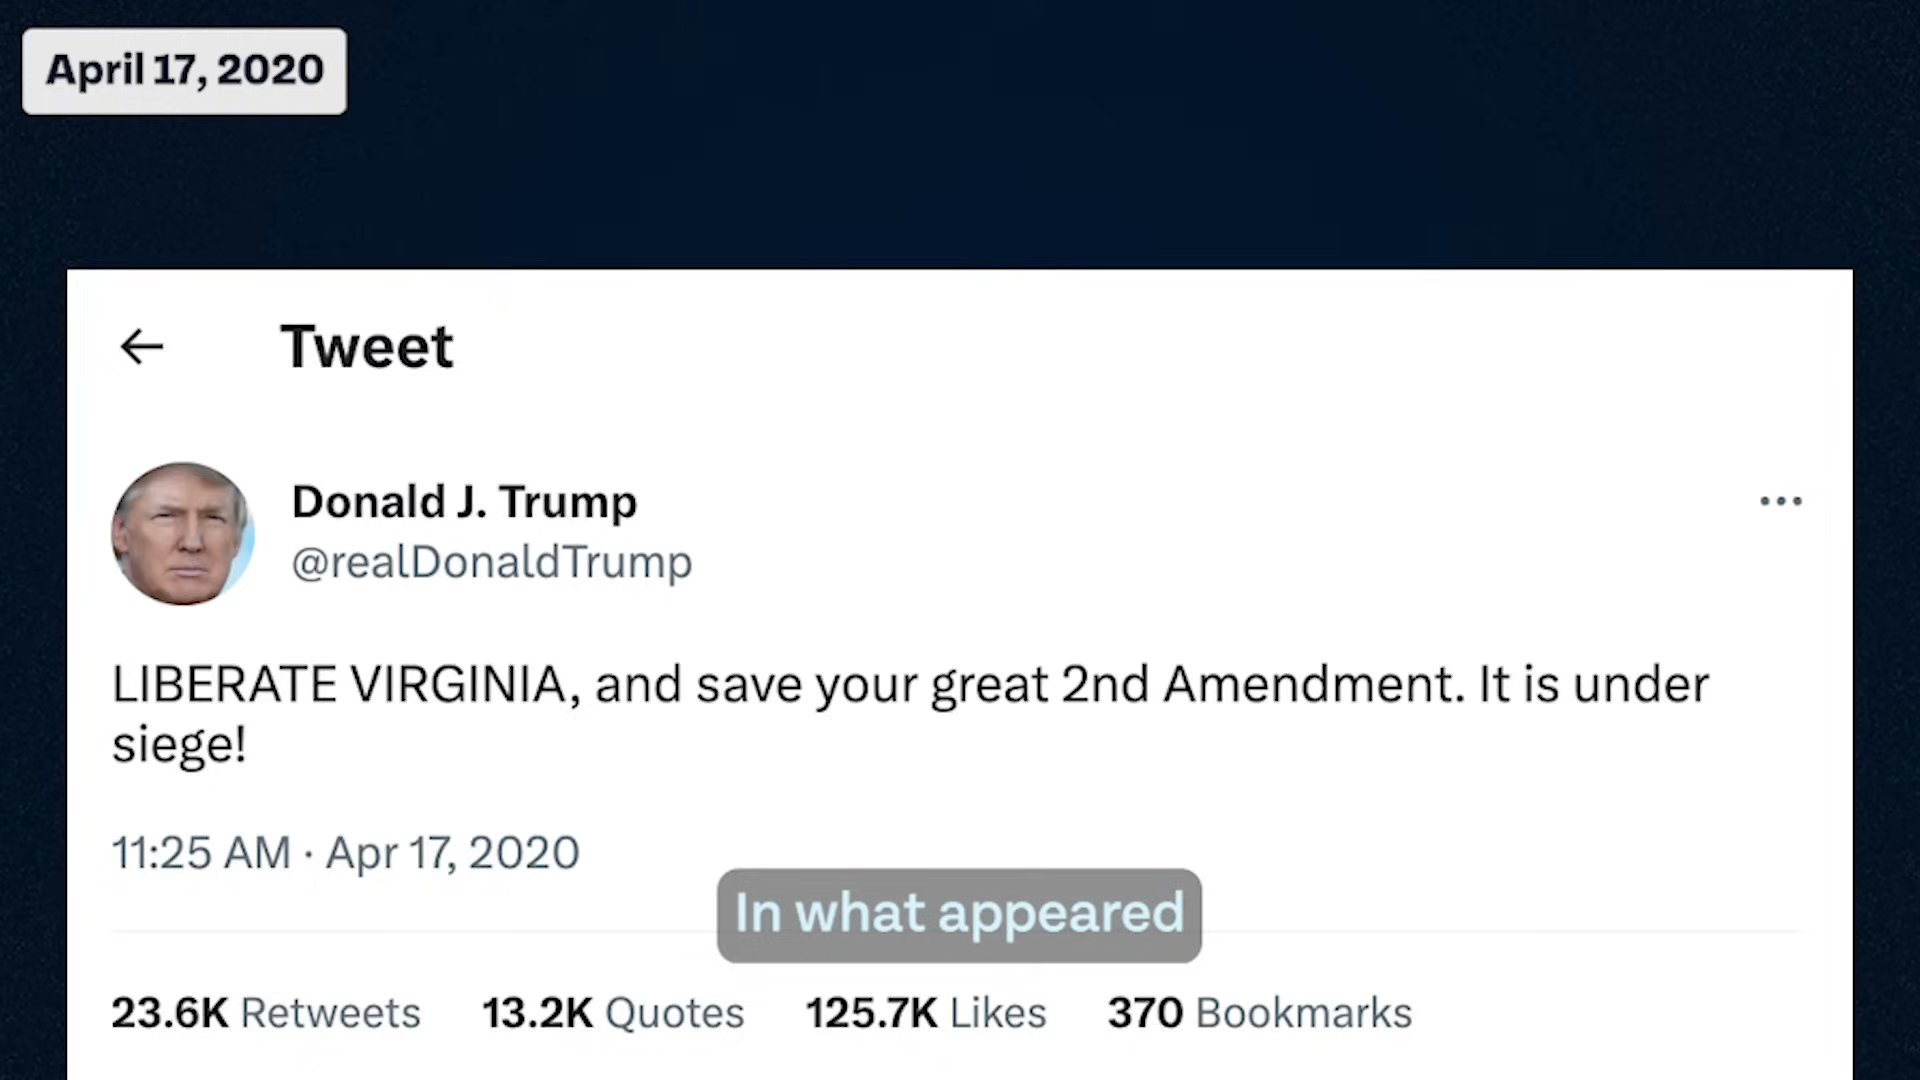 April 17, 2020
Tweet
Donald J. Trump
@realDonaldTrump
LIBERATE VIRGINIA, and save your great 2nd Amendment. It is under
siege!
11:25 AM · Apr 17, 2020
In what appeared
23.6K Retweets 13.2K Quotes 125.7K Likes 370 Bookmarks